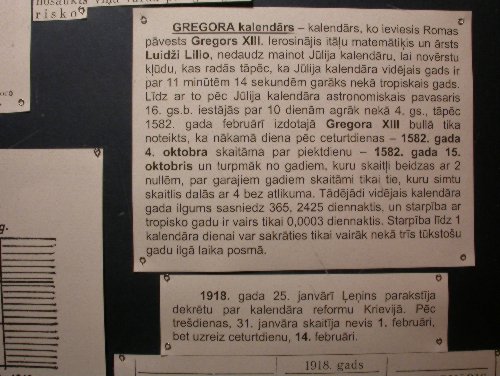 risko
GREGORA kalendārs – kalendārs, ko ieviesis Romas
pāvests Gregors XIII. Ierosinājis itāļu matemātiķis un ārsts
Luidži Lilio, nedaudz mainot Jūlija kalendāru, lai novērstu
kļūdu, kas radās tāpēc, ka Jūlija kalendāra vidējais gads ir
par 11 minūtēm 14 sekundēm garāks nekā tropiskais gads.
Līdz ar to pēc Jūlija kalendāra astronomiskais pavasaris
16. gs.b. iestājās par 10 dienām agrāk nekā 4. gs., tāpēc
1582. gada februārī izdotajā Gregora XIII bullā tika
noteikts, ka nākamā diena pēc ceturtdienas – 1582. gada
4. oktobra skaitāma par piektdienu – 1582. gada 15.
oktobris un turpmāk no gadiem, kuru skaitļi beidzas ar 2
nullēm, par garajiem gadiem skaitāmi tikai tie, kuru simtu
skaitlis dalās ar 4 bez atlikuma. Tādējādi vidējais kalendāra
gada ilgums sasniedz 365, 2425 diennaktis, un starpība ar
tropisko gadu ir vairs tikai 0,0003 diennaktis. Starpība līdz 1
kalendāra dienai var sakrāties tikai vairāk nekā trīs tūkstošu
gadu ilgā laika posmā.
g.
1918. gada 25. janvārī Ļeņins parakstīja
dekrētu par kalendāra reformu Krievijā. Pēc
trešdienas, 31. janvāra skaitīja nevis 1. februāri,
bet uzreiz ceturtdienu, 14. februāri.
1918. gads